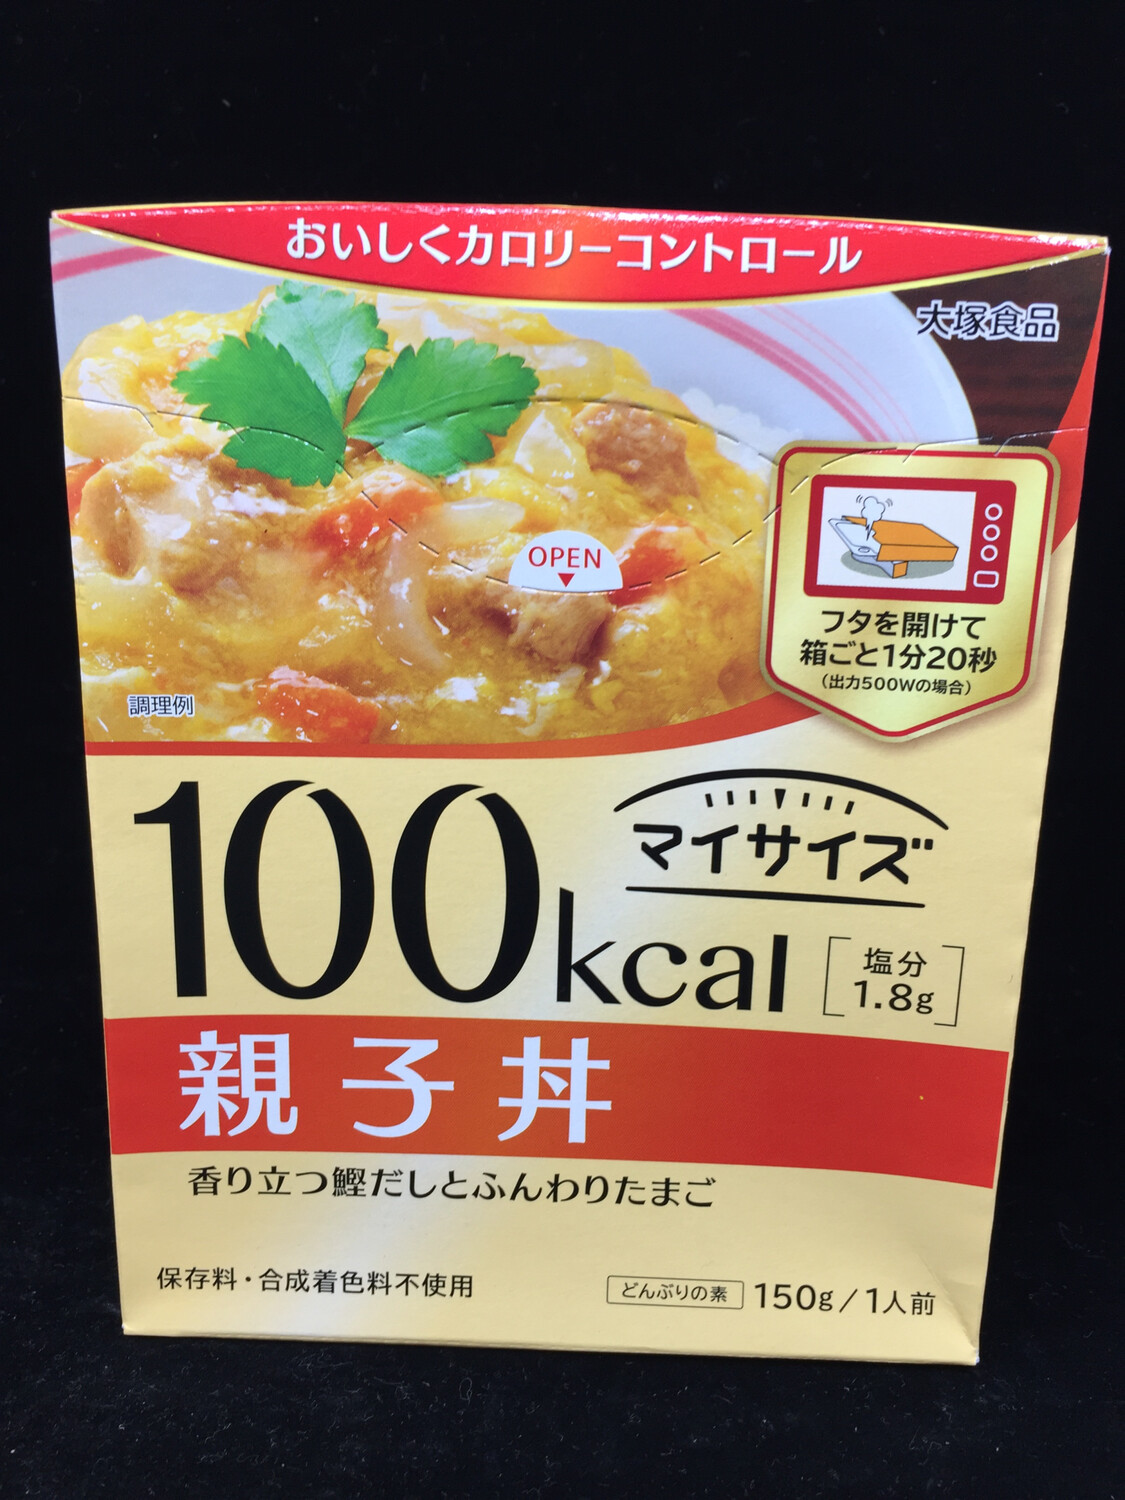 おいしくカロリーコントロール
大塚食品
OPEN
フタを開けて
箱ごと1分20秒
(出力500Wの場合)
調理例
マイサイズ
100kcal
塩分
1.8g
親子丼
香り立つ鰹だしとふんわりたまご
保存料・合成着色料不使用
どんぶりの素 150g/1人前